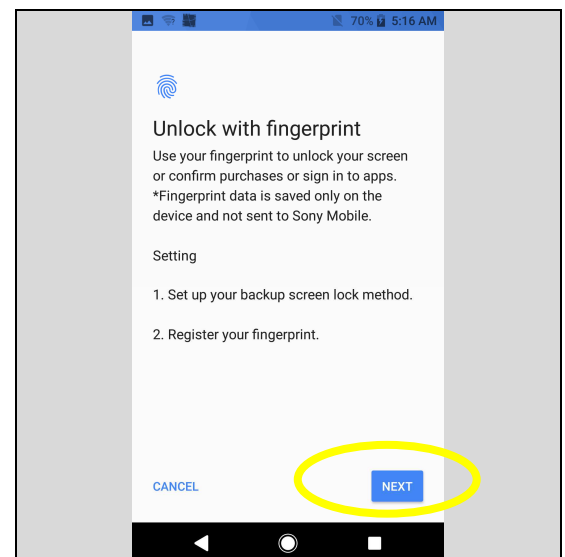 70% 5:16 AM
Unlock with fingerprint
Use your fingerprint to unlock your screen
or confirm purchases or sign in to apps.
*Fingerprint data is saved only on the
device and not sent to Sony Mobile.
Setting
1. Set up your backup screen lock method.
2. Register your fingerprint.
CANCEL NEXT